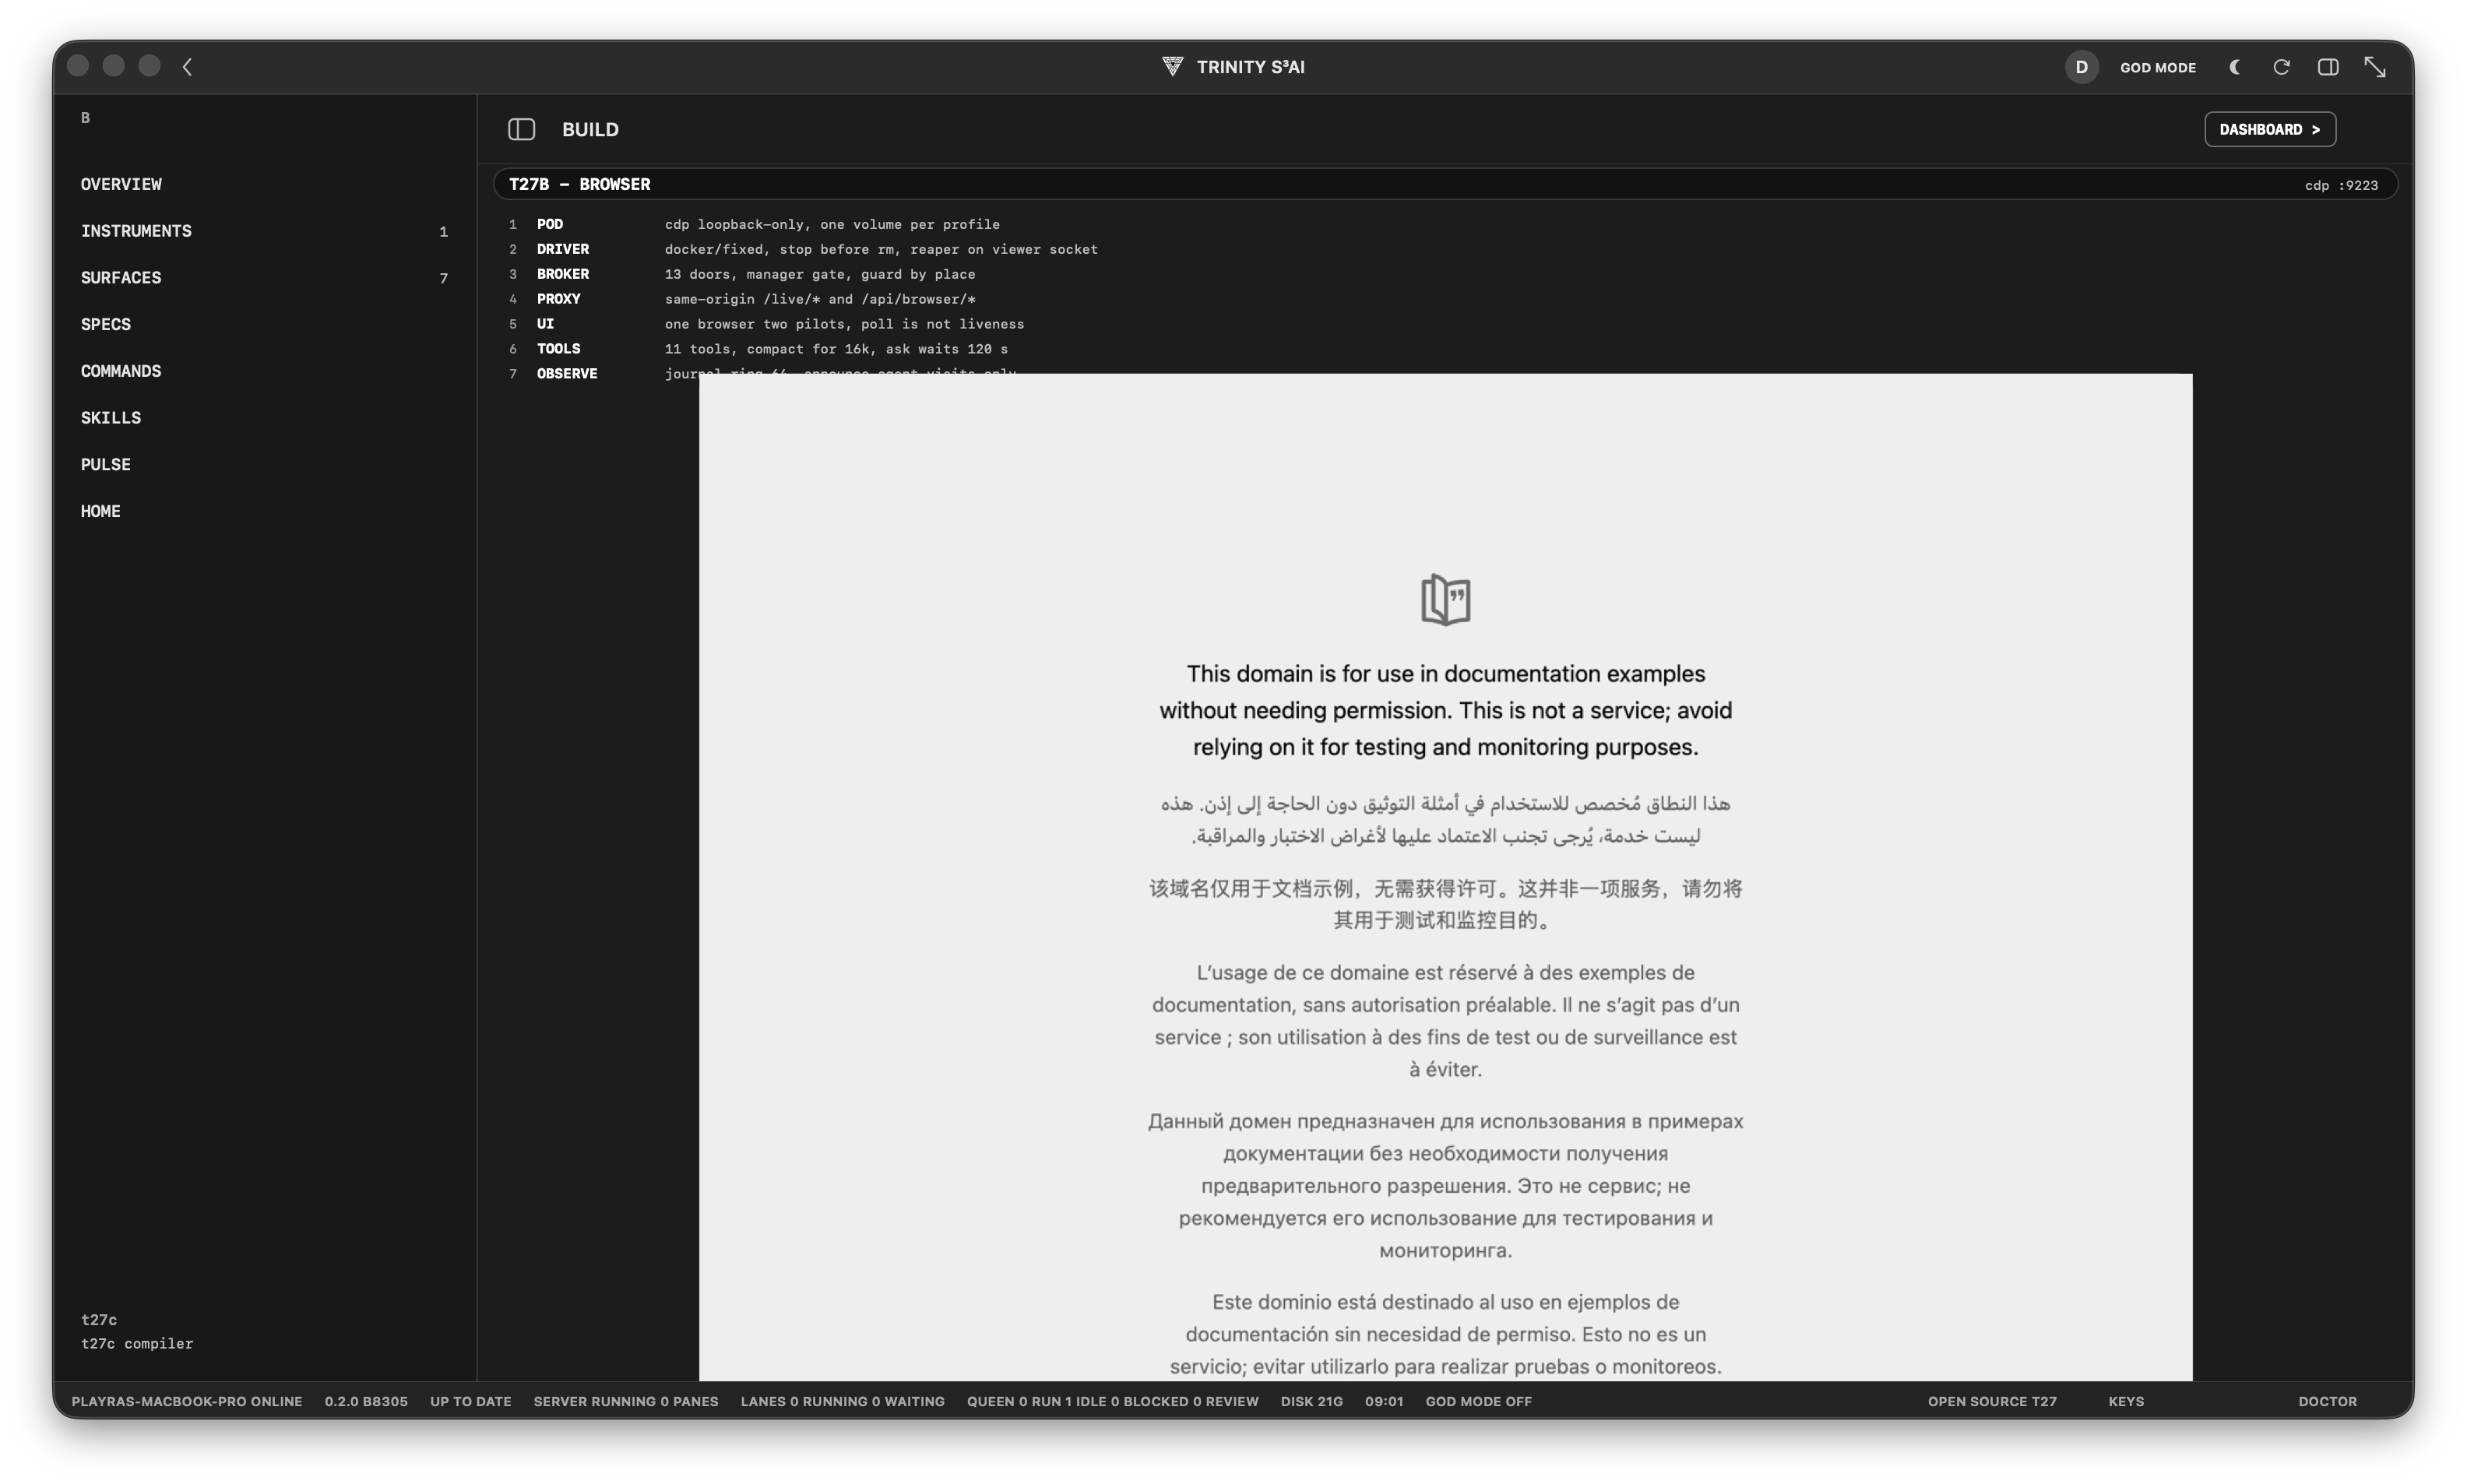 TRINITY S³AI
D
GOD MODE
B
OVERVIEW
INSTRUMENTS 1
SURFACES 7
SPECS
COMMANDS
SKILLS
PULSE
HOME
t27c
t27c compiler
BUILD
DASHBOARD >
T27B — BROWSER
cdp :9223
1 POD cdp loopback-only, one volume per profile
2 DRIVER docker/fixed, stop before rm, reaper on viewer socket
3 BROKER 13 doors, manager gate, guard by place
4 PROXY same-origin /live/* and /api/browser/*
5 UI one browser two pilots, poll is not liveness
6 TOOLS 11 tools, compact for 16k, ask waits 120 s
7 OBSERVE journal ring 64, announce agent visits only
This domain is for use in documentation examples
without needing permission. This is not a service; avoid
relying on it for testing and monitoring purposes.
هذا النطاق مُخصص للاستخدام في أمثلة التوثيق دون الحاجة إلى إذن. هذه
ليست خدمة، يُرجى تجنب الاعتماد عليها لأغراض الاختبار والمراقبة.
该域名仅用于文档示例，无需获得许可。这并非一项服务，请勿将
其用于测试和监控目的。
L’usage de ce domaine est réservé à des exemples de
documentation, sans autorisation préalable. Il ne s’agit pas d’un
service ; son utilisation à des fins de test ou de surveillance est
à éviter.
Данный домен предназначен для использования в примерах
документации без необходимости получения
предварительного разрешения. Это не сервис; не
рекомендуется его использование для тестирования и
мониторинга.
Este dominio está destinado al uso en ejemplos de
documentación sin necesidad de permiso. Esto no es un
servicio; evitar utilizarlo para realizar pruebas o monitoreos.
PLAYRAS-MACBOOK-PRO ONLINE 0.2.0 B8305 UP TO DATE SERVER RUNNING 0 PANES LANES 0 RUNNING 0 WAITING QUEEN 0 RUN 1 IDLE 0 BLOCKED 0 REVIEW DISK 21G 09:01 GOD MODE OFF OPEN SOURCE T27 KEYS DOCTOR